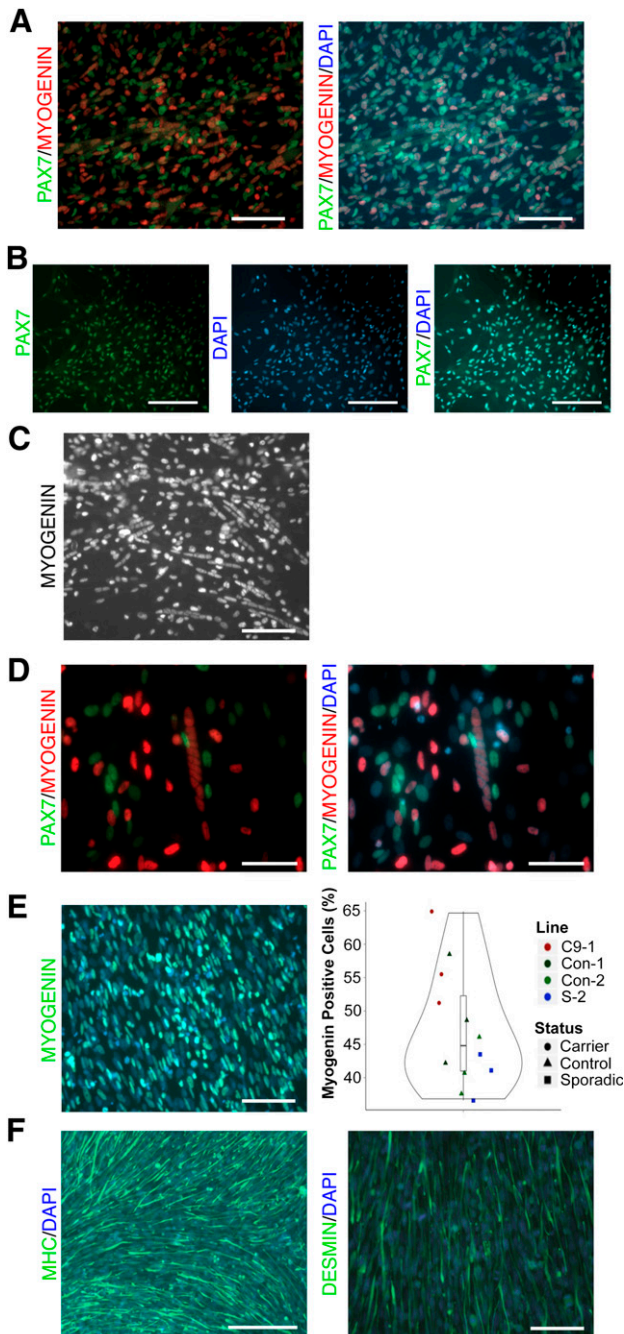 A
PAX7/MYOGENIN
PAX7/MYOGENIN/DAPI
B
PAX7
DAPI
PAX7/DAPI
C
MYOGENIN
D
PAX7/MYOGENIN
PAX7/MYOGENIN/DAPI
E
MYOGENIN
Myogenin Positive Cells (%)
65
60
55
50
45
40
Line
C9-1
Con-1
Con-2
S-2
Status
Carrier
Control
Sporadic
F
MHC/DAPI
DESMIN/DAPI